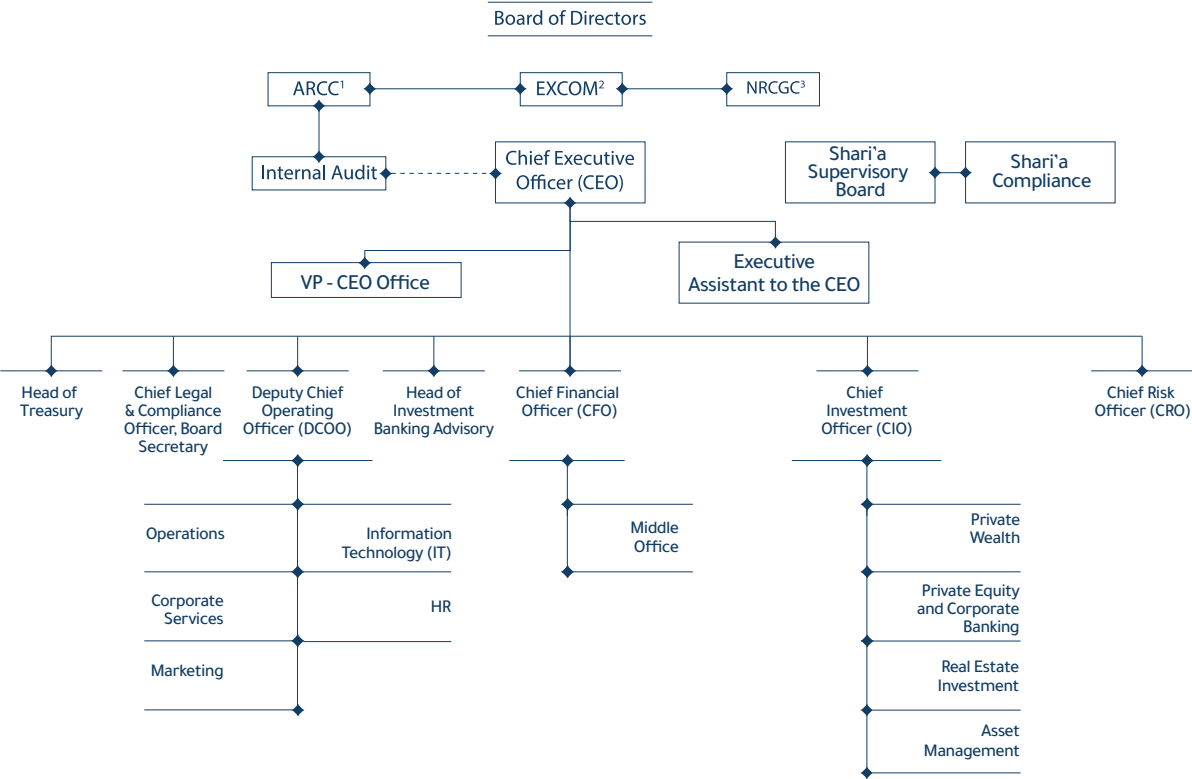 Board of Directors
ARCC¹
EXCOM²
NRCGC³
Internal Audit
Chief Executive
Officer (CEO)
Shari'a
Supervisory
Board
Shari'a
Compliance
VP - CEO Office
Executive
Assistant to the CEO
Head of
Treasury
Chief Legal
& Compliance
Officer, Board
Secretary
Deputy Chief
Operating
Officer (DCOO)
Head of
Investment
Banking Advisory
Chief Financial
Officer (CFO)
Chief
Investment
Officer (CIO)
Chief Risk
Officer (CRO)
Operations
Information
Technology (IT)
Corporate
Services
HR
Marketing
Middle
Office
Private
Wealth
Private Equity
and Corporate
Banking
Real Estate
Investment
Asset
Management